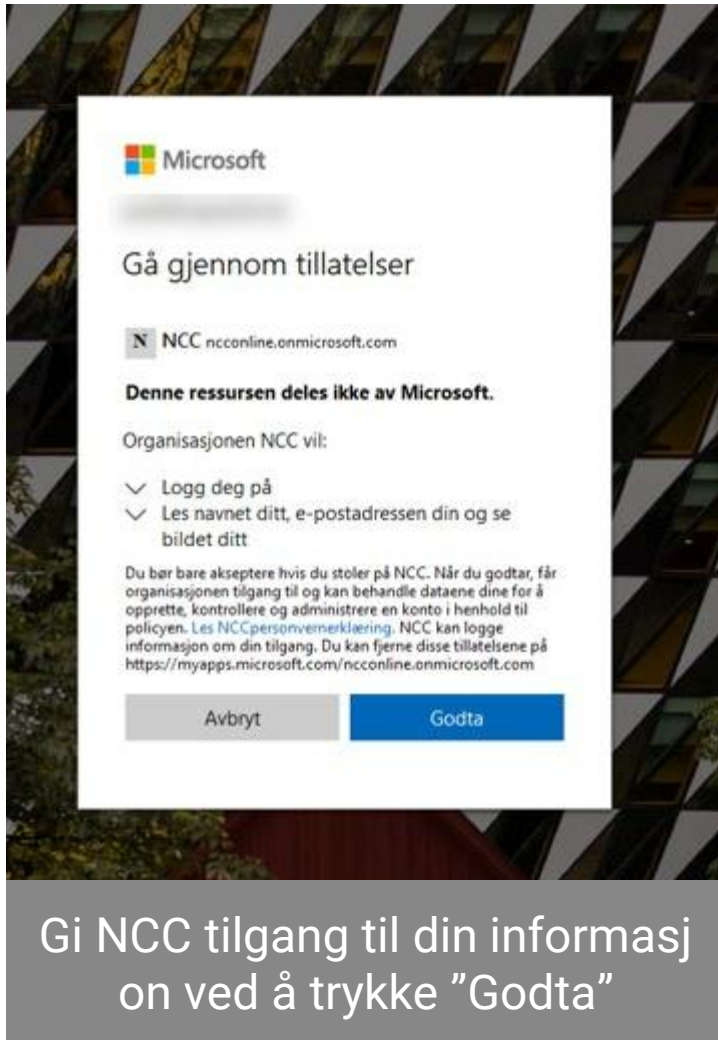 Microsoft
Gå gjennom tillatelser
N NCC ncconline.onmicrosoft.com
Denne ressursen deles ikke av Microsoft.
Organisasjonen NCC vil:
Logg deg på
Les navnet ditt, e-postadressen din og se
bildet ditt
Du bør bare akseptere hvis du stoler på NCC. Når du godtar, får
organisasjonen tilgang til og kan behandle dataene dine for å
opprette, kontrollere og administrere en konto i henhold til
policyen. Les NCCpersonvernerklæring. NCC kan logge
informasjon om din tilgang. Du kan fjerne disse tillatelsene på
https://myapps.microsoft.com/ncconline.onmicrosoft.com
Avbryt Godta
Gi NCC tilgang til din informasj
on ved å trykke ”Godta”